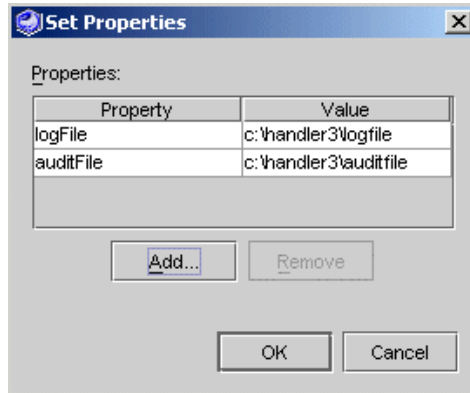 Set Properties
Properties:
Property Value
logFile c:\handler3\logfile
auditFile c:\handler3\auditfile
Add... Remove
OK Cancel